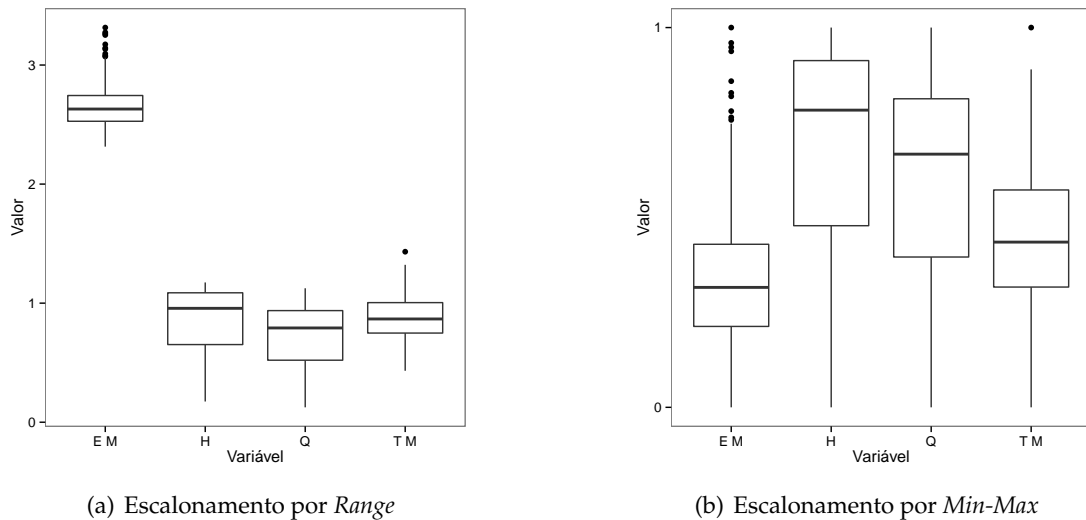 3
2
1
0
Valor
E M
H
Q
T M
Variável
(a) Escalonamento por Range
1
0
Valor
E M
H
Q
T M
Variável
(b) Escalonamento por Min-Max